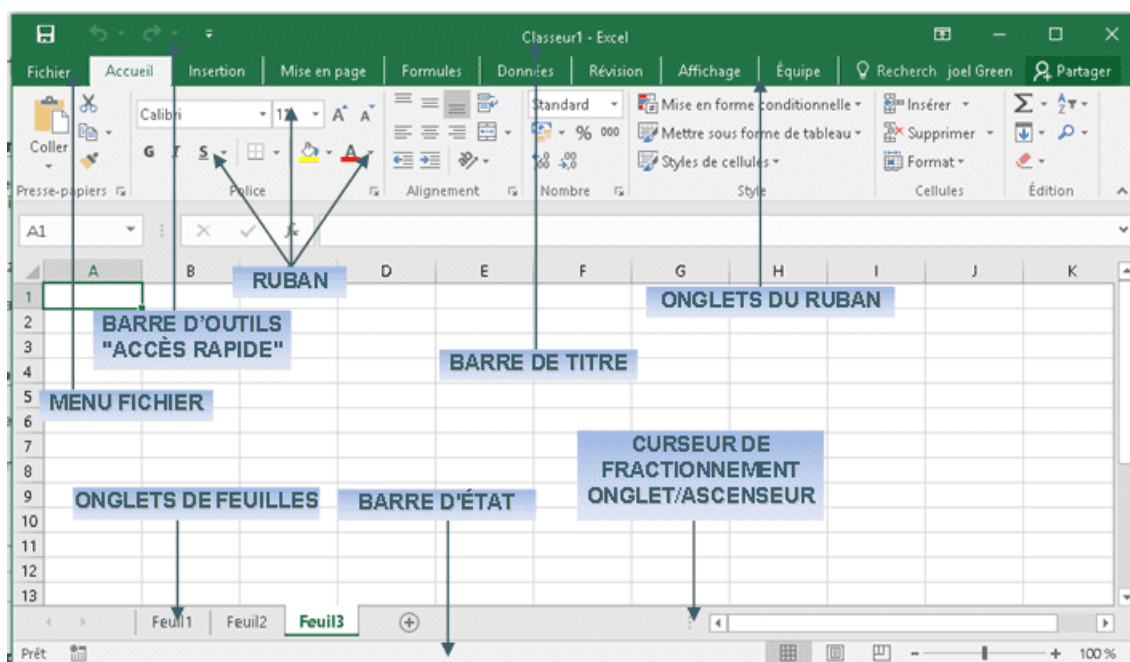 Classeur1 - Excel
Fichier Accueil Insertion Mise en page Formules Données Révision Affichage Équipe Recherch joel Green Partager
Calibri Standard Mise en forme conditionnelle Insérer Σ
Coller % 000 Mettre sous forme de tableau Supprimer
G I S A Styles de cellules Format
Presse-papiers Police Alignement Nombre Style Cellules Édition
A1 fx
A B D E F G H I J K
RUBAN
ONGLETS DU RUBAN
1
2
3
4
5
6
7
8
9
10
11
12
13
BARRE D'OUTILS
"ACCÈS RAPIDE"
BARRE DE TITRE
MENU FICHIER
CURSEUR DE
FRACTIONNEMENT
ONGLET/ASCENSEUR
ONGLETS DE FEUILLES
BARRE D'ÉTAT
Feuil1 Feuil2 Feuil3
Prêt - + 100 %